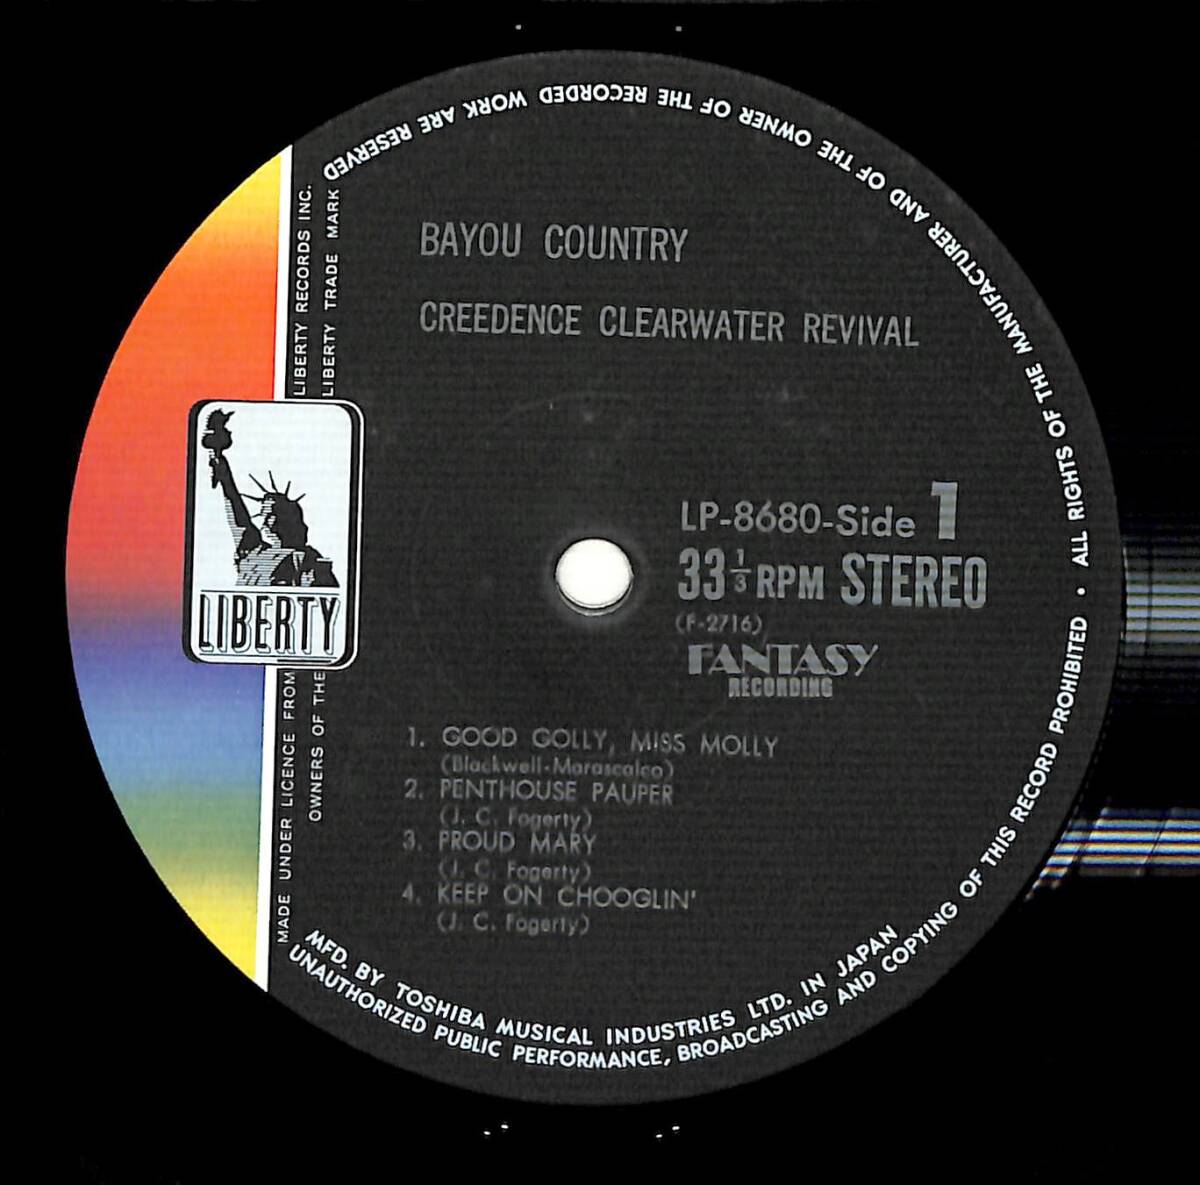 BAYOU COUNTRY
CREEDENCE CLEARWATER REVIVAL
LP-8680-Side 1
33 1/3 RPM STEREO
(F-2716)
FANTASY
RECORDING
1. GOOD GOLLY, MISS MOLLY
(Blackwell-Marascalco)
2. PENTHOUSE PAUPER
(J. C. Fogerty)
3. PROUD MARY
(J. C. Fogerty)
4. KEEP ON CHOOGLIN'
(J. C. Fogerty)
LIBERTY
MADE UNDER LICENCE FROM LIBERTY RECORDS INC.
OWNERS OF THE LIBERTY TRADE MARK
MFD. BY TOSHIBA MUSICAL INDUSTRIES LTD. IN JAPAN
UNAUTHORIZED PUBLIC PERFORMANCE, BROADCASTING AND COPYING OF THIS RECORD PROHIBITED • ALL RIGHTS OF THE MANUFACTURER AND OF THE OWNER OF THE RECORDED WORK ARE RESERVED